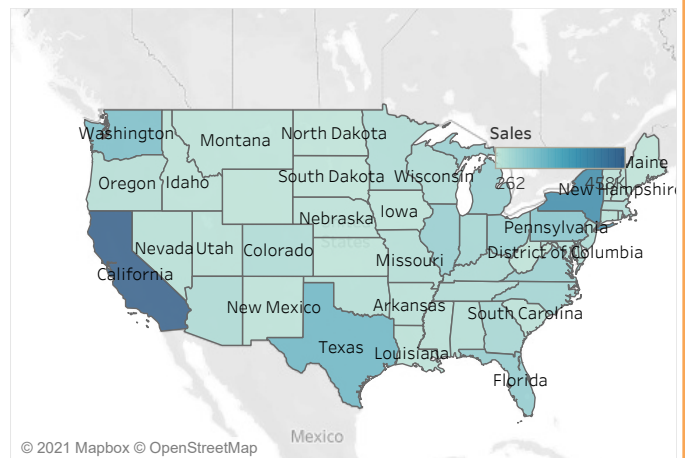 Sales
Washington
Montana
North Dakota
Maine
Oregon
Idaho
South Dakota
Wisconsin
262
458K
New Hampshire
Nebraska
Iowa
Pennsylvania
States
Nevada
Utah
Colorado
Missouri
District of Columbia
California
New Mexico
Arkansas
South Carolina
Texas
Louisiana
Florida
Mexico
© 2021 Mapbox © OpenStreetMap